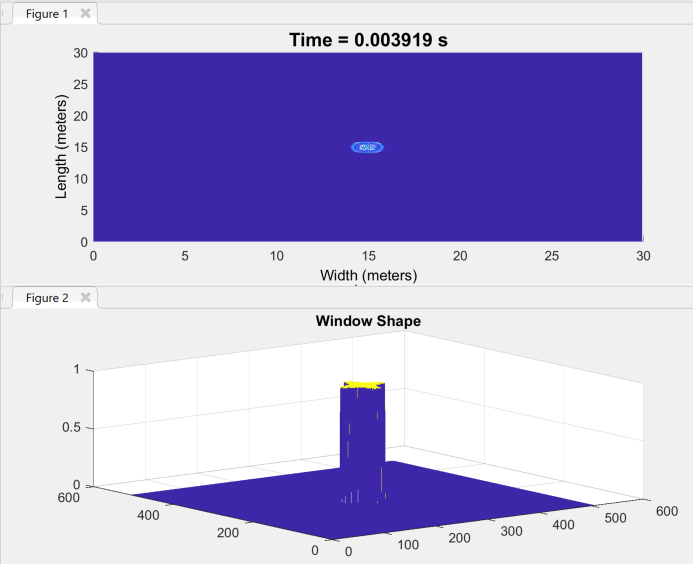 Figure 1
Time = 0.003919 s
30
25
20
15
10
5
0
Length (meters)
0 5 10 15 20 25 30
Width (meters)
Figure 2
Window Shape
1
0.5
0
600
400
200
0
0 100 200 300 400 500 600